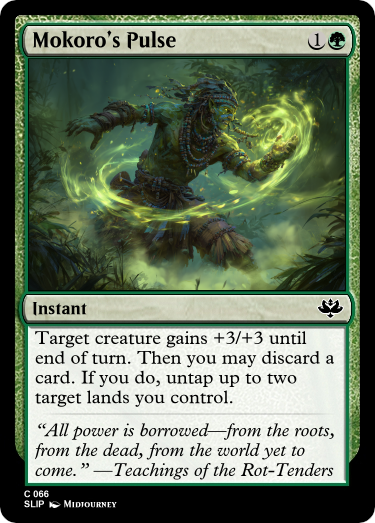 Mokoro's Pulse 1
Instant
Target creature gains +3/+3 until
end of turn. Then you may discard a
card. If you do, untap up to two
target lands you control.
“All power is borrowed—from the roots,
from the dead, from the world yet to
come.” —Teachings of the Rot-Tenders
C 066
SLIP Midjourney